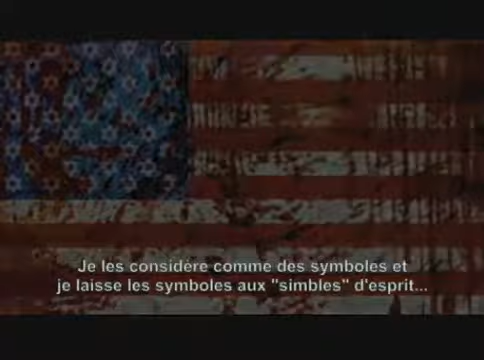 Je les considère comme des symboles et
je laisse les symboles aux "simbles" d'esprit...